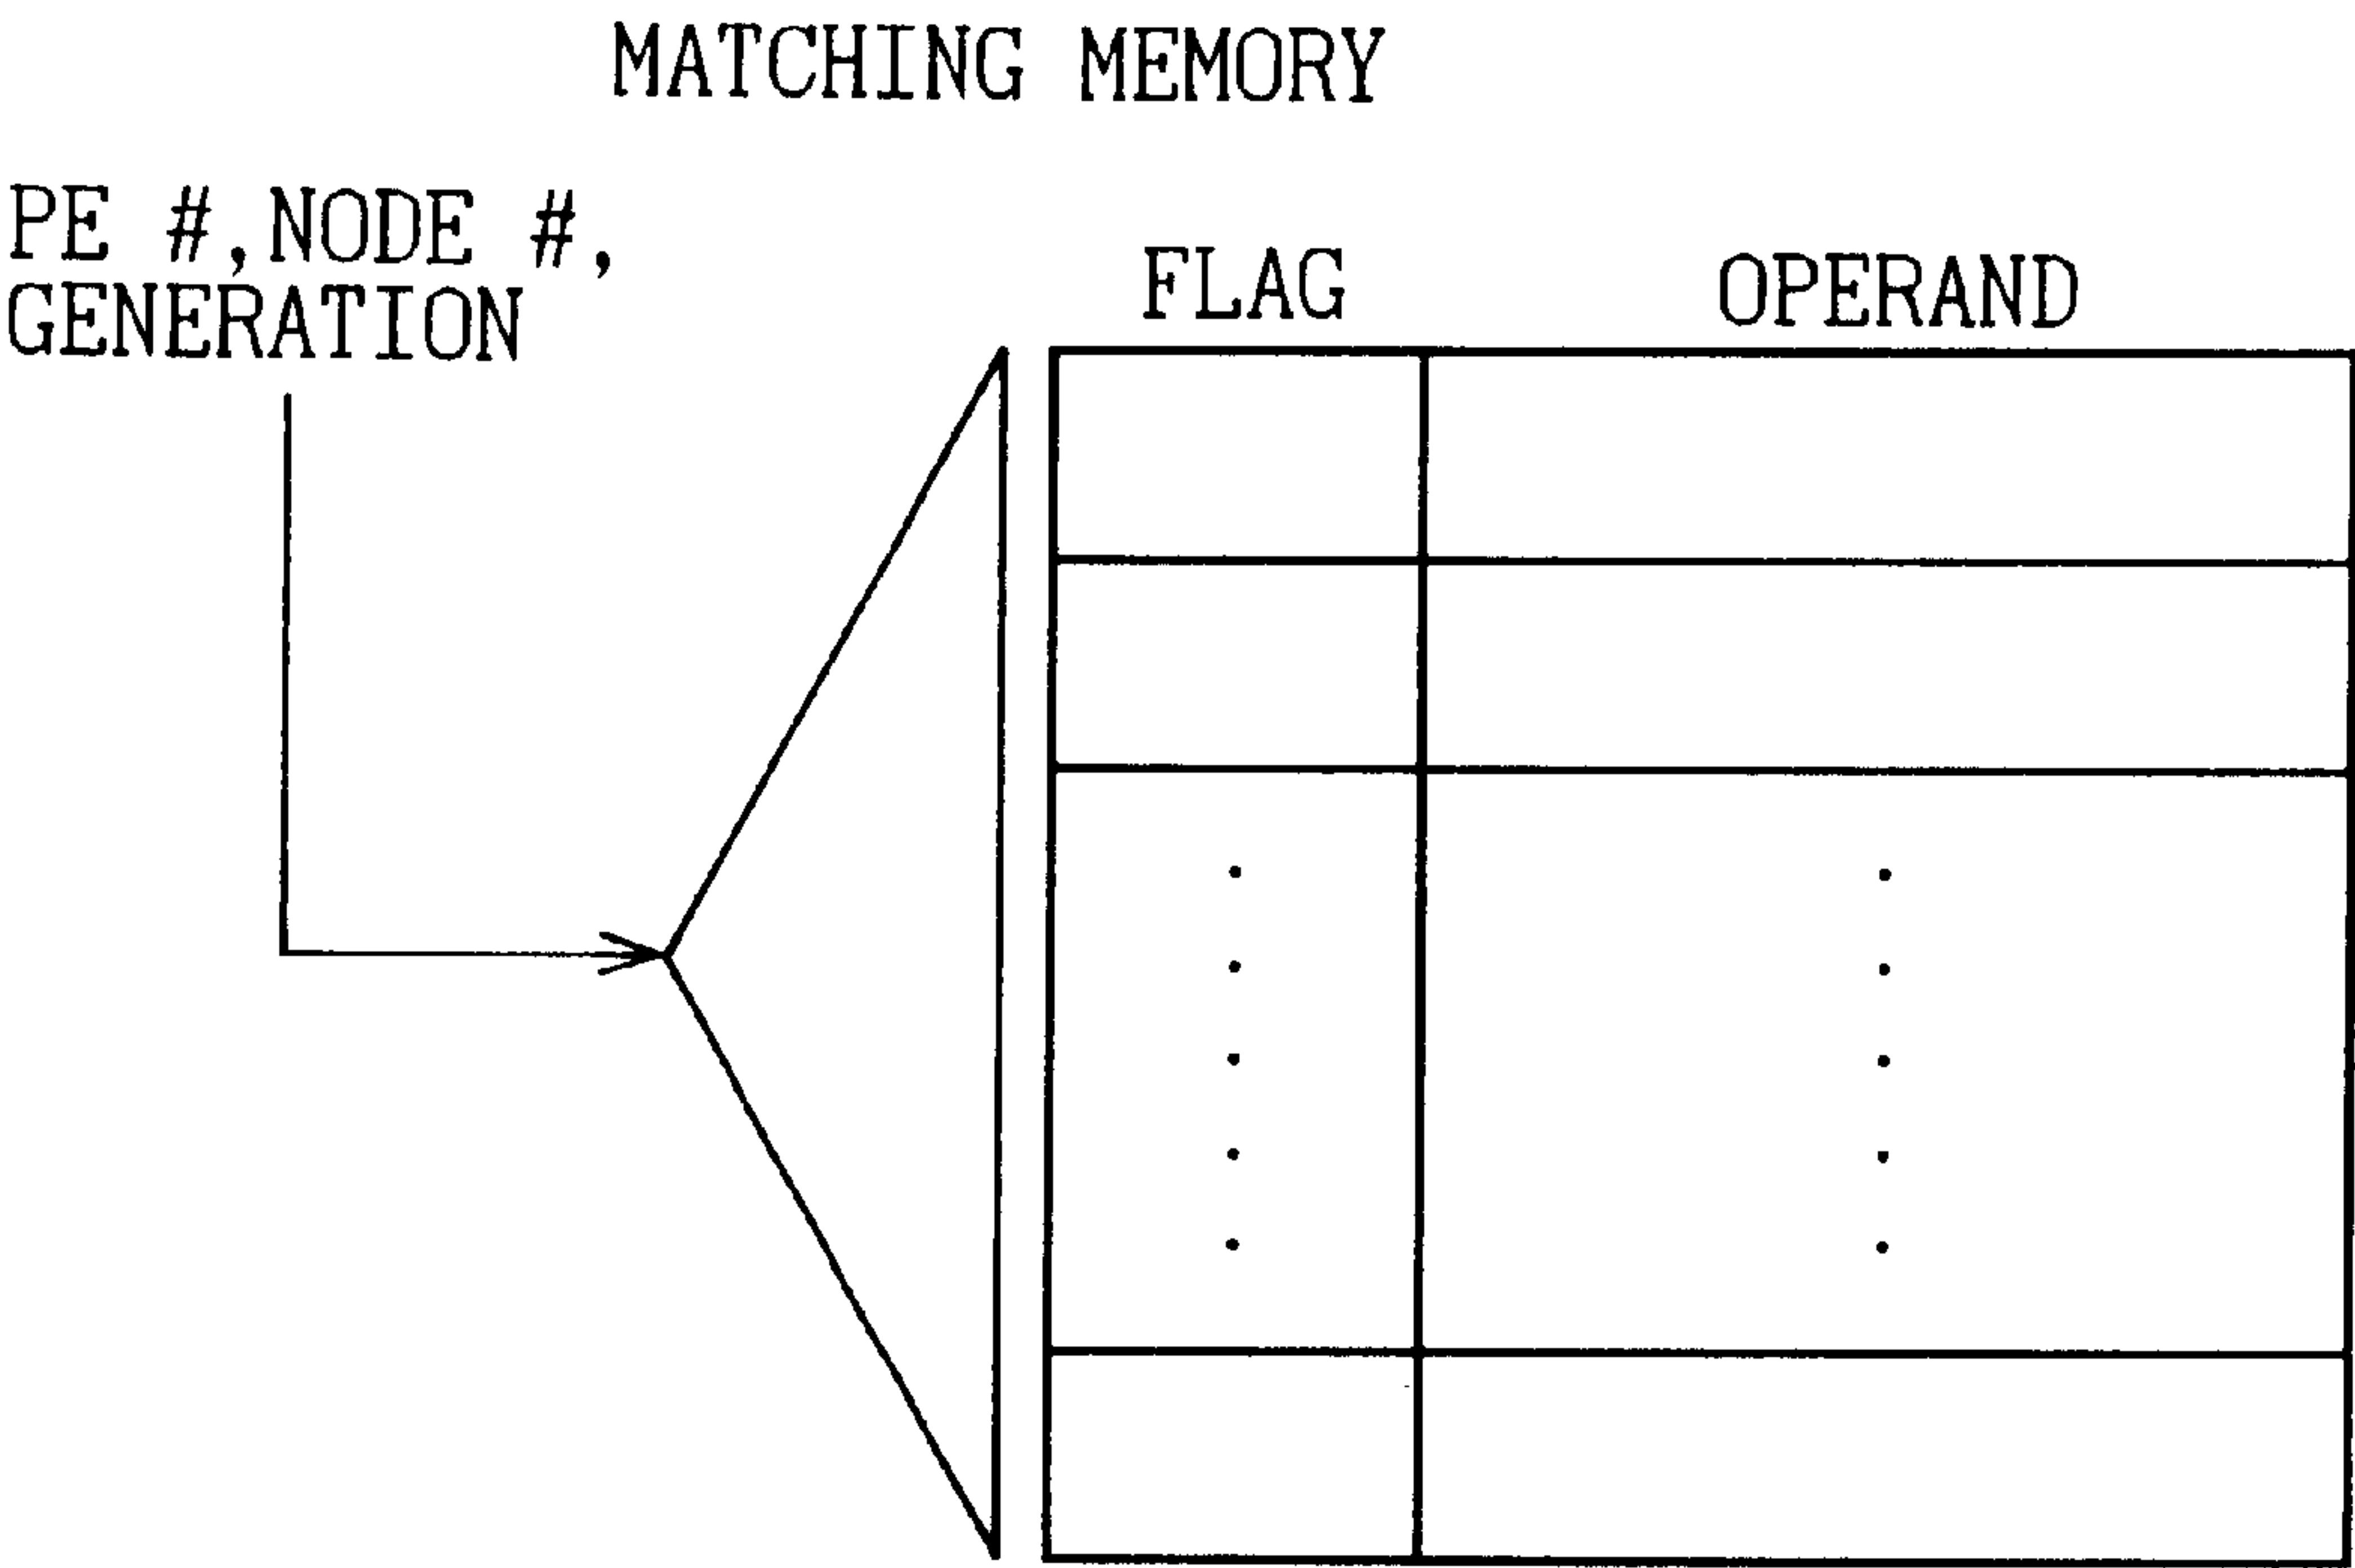 MATCHING MEMORY
PE #,NODE #,
GENERATION
FLAG
OPERAND